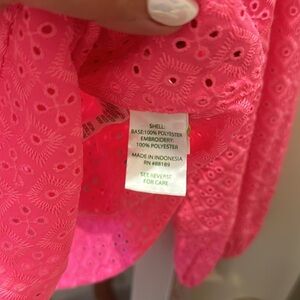 SHELL:
BASE:100% POLYESTER
EMBROIDERY:
100% POLYESTER
MADE IN INDONESIA
RN #88189
SEE REVERSE
FOR CARE